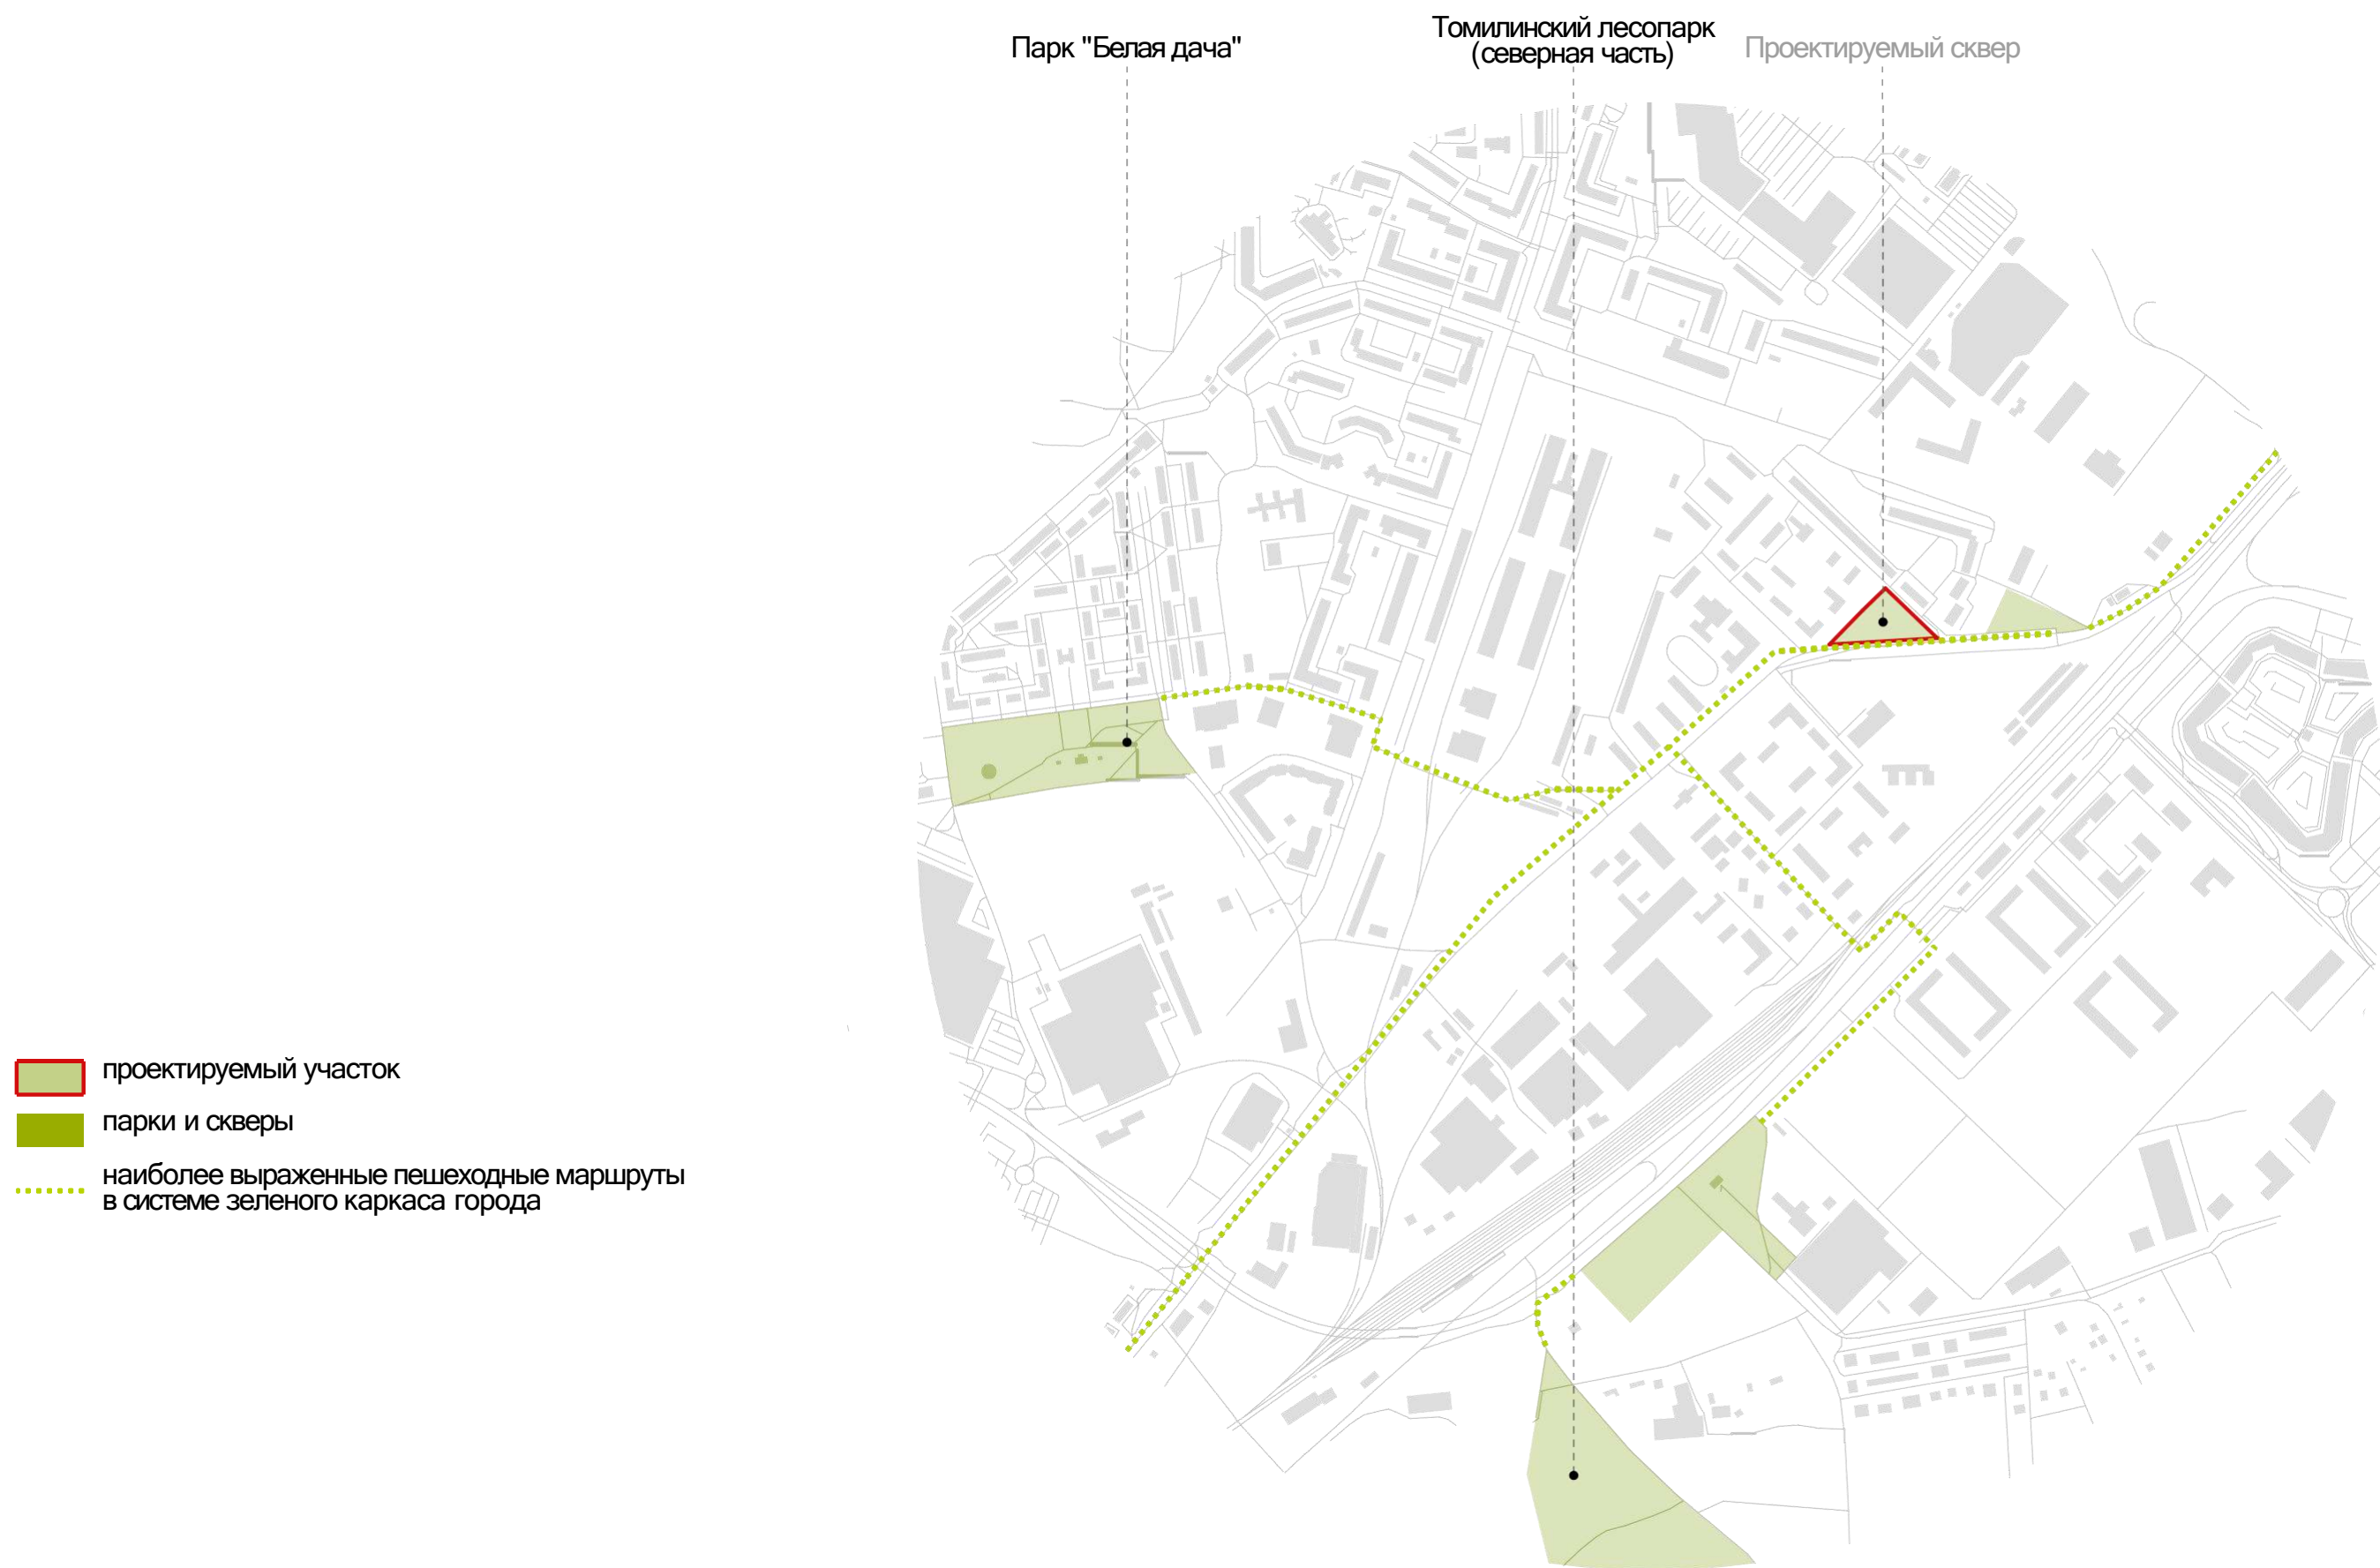 Парк "Белая дача"
Томилинский лесопарк
(северная часть)
Проектируемый сквер
проектируемый участок
парки и скверы
наиболее выраженные пешеходные маршруты
в системе зеленого каркаса города